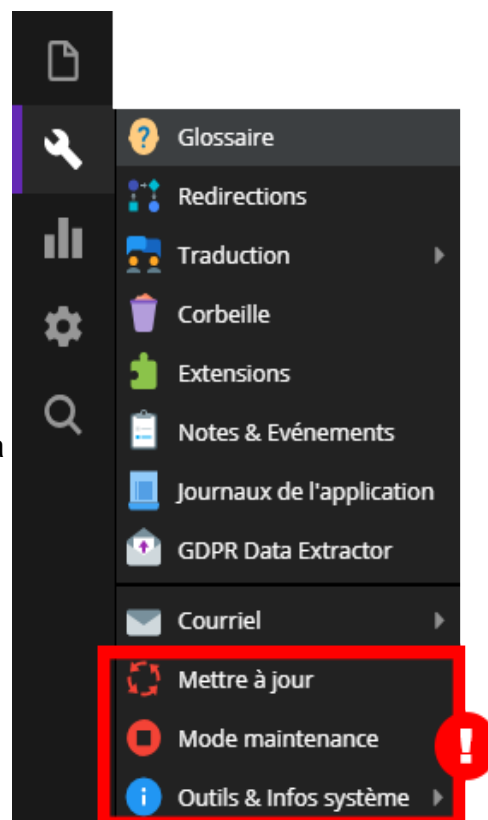 Glossaire
Redirections
Traduction
Corbeille
Extensions
Notes & Evénements
Journaux de l'application
GDPR Data Extractor
Courriel
Mettre à jour
Mode maintenance
Outils & Infos système